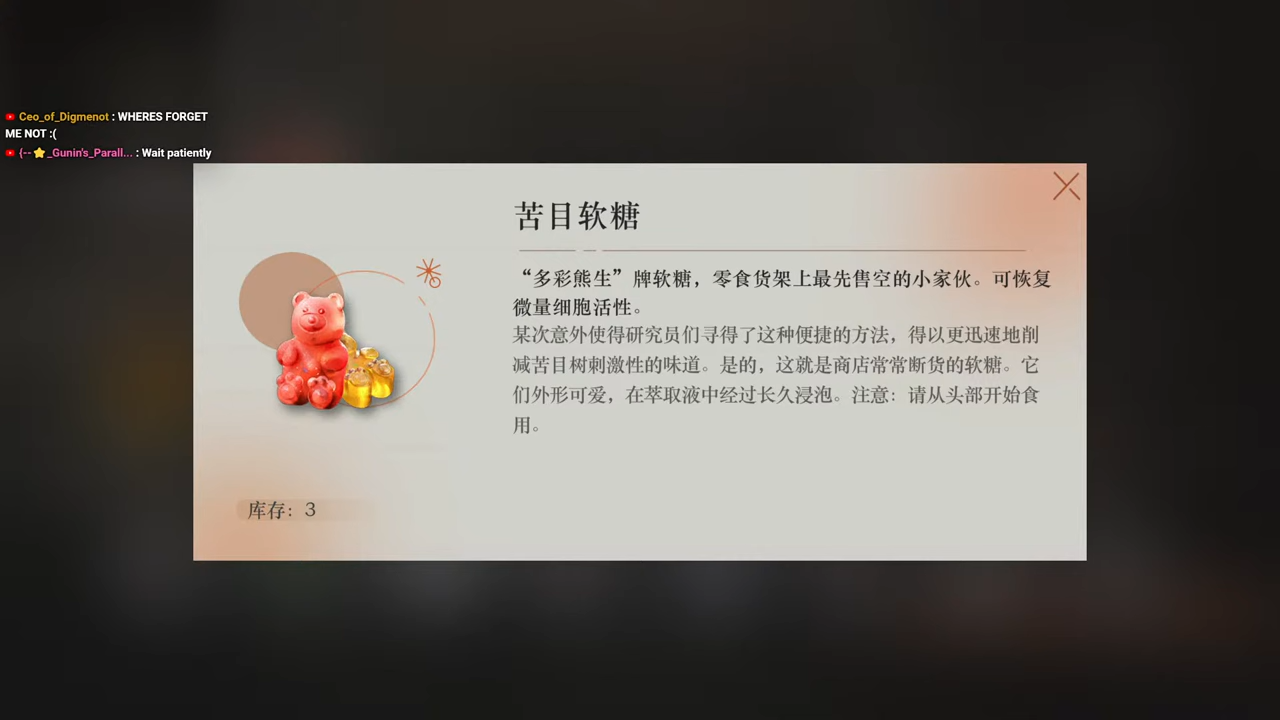 Ceo_of_Digmenot : WHERES FORGET
ME NOT :(
{--⭐_Gunin's_Parall... : Wait patiently
苦目软糖
“多彩熊生”牌软糖，零食货架上最先售空的小家伙。可恢复
微量细胞活性。
某次意外使得研究员们寻得了这种便捷的方法，得以更迅速地削
减苦目树刺激性的味道。是的，这就是商店常常断货的软糖。它
们外形可爱，在萃取液中经过长久浸泡。注意：请从头部开始食
用。
库存：3